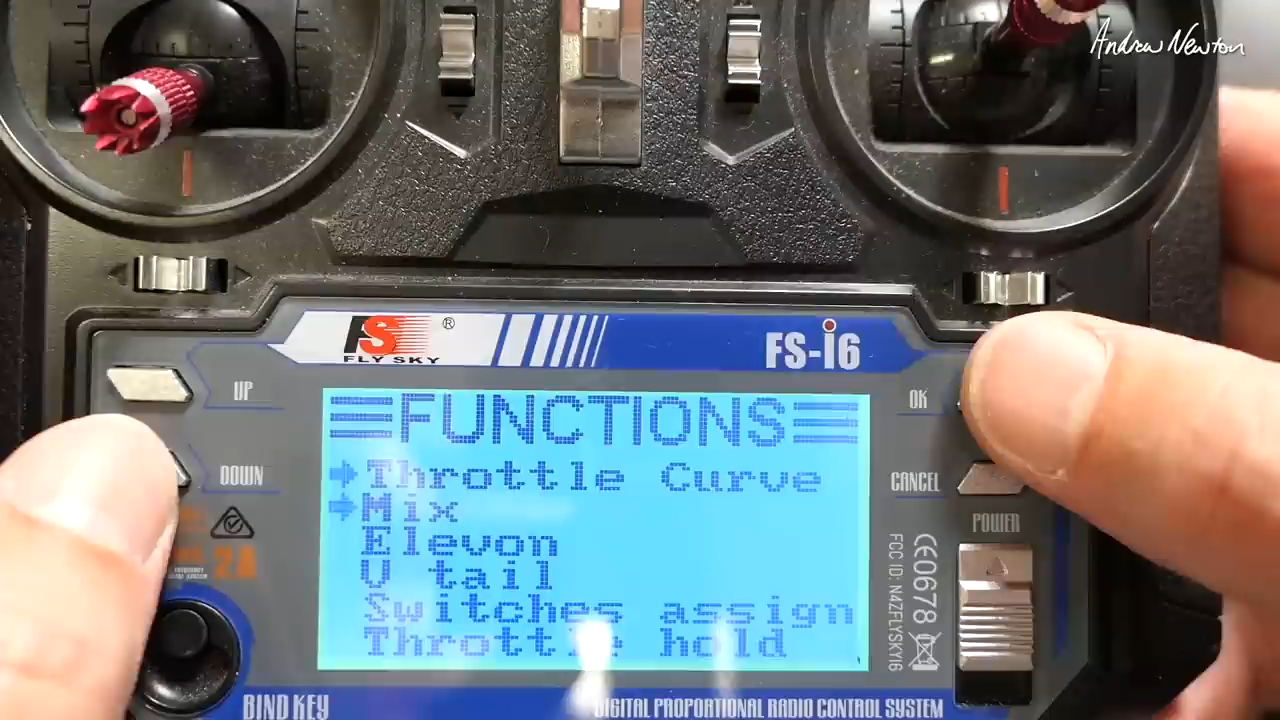 Andrew Newton
FS®
FLY SKY
FS-i6
UP
OK
FUNCTIONS
Throttle Curve
Mix
Elevon
V tail
Switches assign
Throttle hold
DOWN
CANCEL
POWER
2A
CE0678
FCC ID: N4ZFLYSKYI6
BIND KEY
DIGITAL PROPORTIONAL RADIO CONTROL SYSTEM